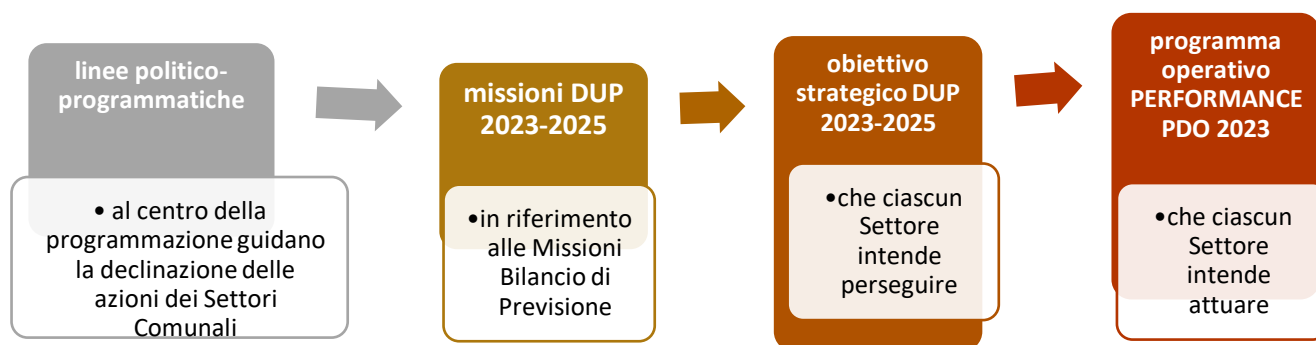 linee politico-
programmatiche
• al centro della
programmazione guidano
la declinazione delle
azioni dei Settori
Comunali
missioni DUP
2023-2025
•in riferimento
alle Missioni
Bilancio di
Previsione
obiettivo
strategico DUP
2023-2025
•che ciascun
Settore
intende
perseguire
programma
operativo
PERFORMANCE
PDO 2023
•che ciascun
Settore
intende
attuare